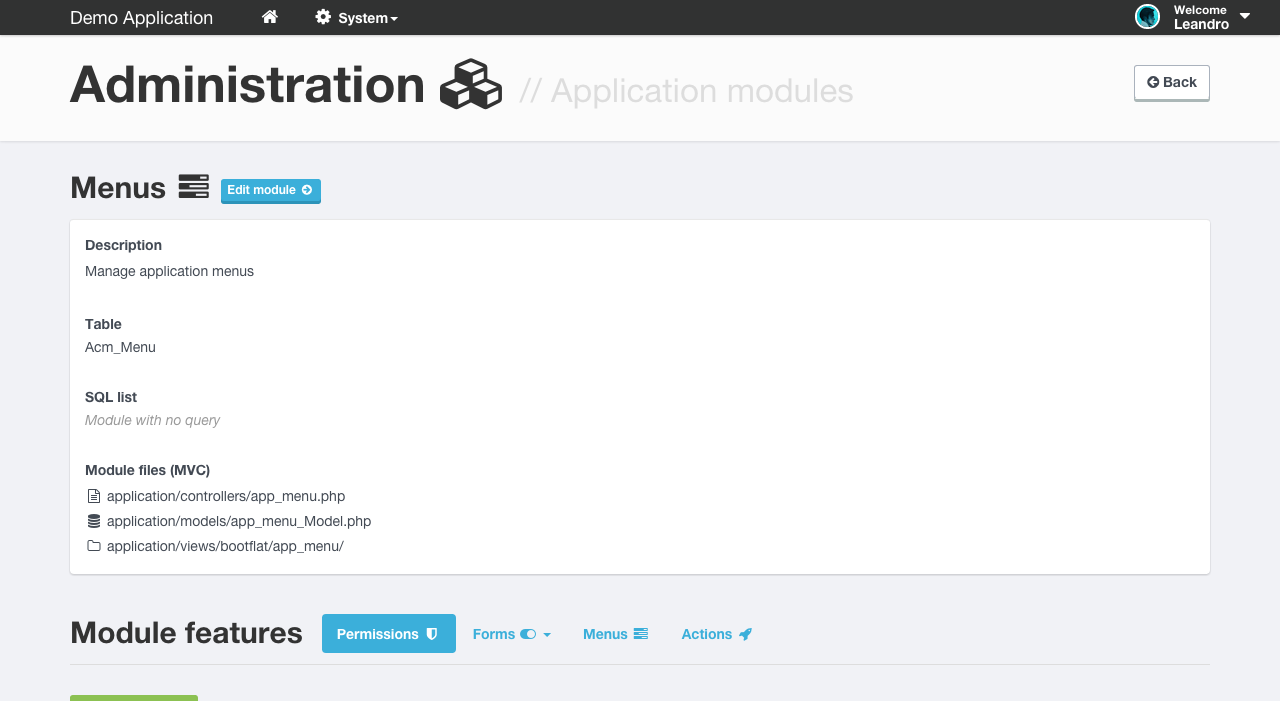 Demo Application
System
Welcome
Leandro
Administration // Application modules
Back
Menus
Edit module
Description
Manage application menus
Table
Acm_Menu
SQL list
Module with no query
Module files (MVC)
application/controllers/app_menu.php
application/models/app_menu_Model.php
application/views/bootflat/app_menu/
Module features
Permissions
Forms
Menus
Actions